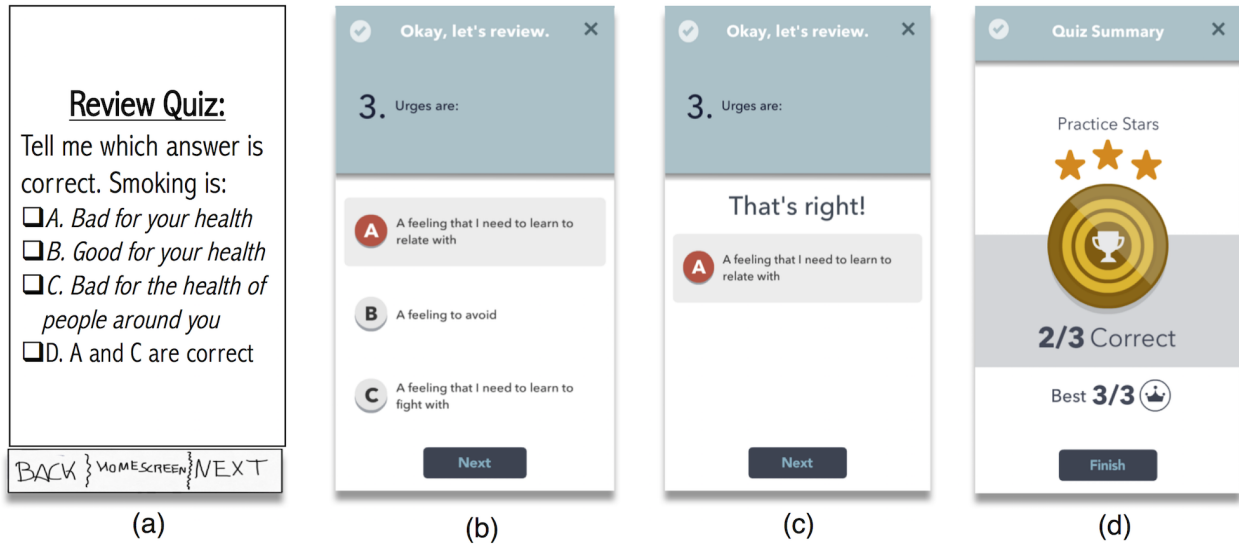 Review Quiz:
Tell me which answer is
correct. Smoking is:
A. Bad for your health
B. Good for your health
C. Bad for the health of
people around you
D. A and C are correct
BACK HOMESCREEN NEXT
(a)
Okay, let's review.
3. Urges are:
A A feeling that I need to learn to
relate with
B A feeling to avoid
C A feeling that I need to learn to
fight with
Next
(b)
Okay, let's review.
3. Urges are:
That's right!
A A feeling that I need to learn to
relate with
Next
(c)
Quiz Summary
Practice Stars
2/3 Correct
Best 3/3
Finish
(d)